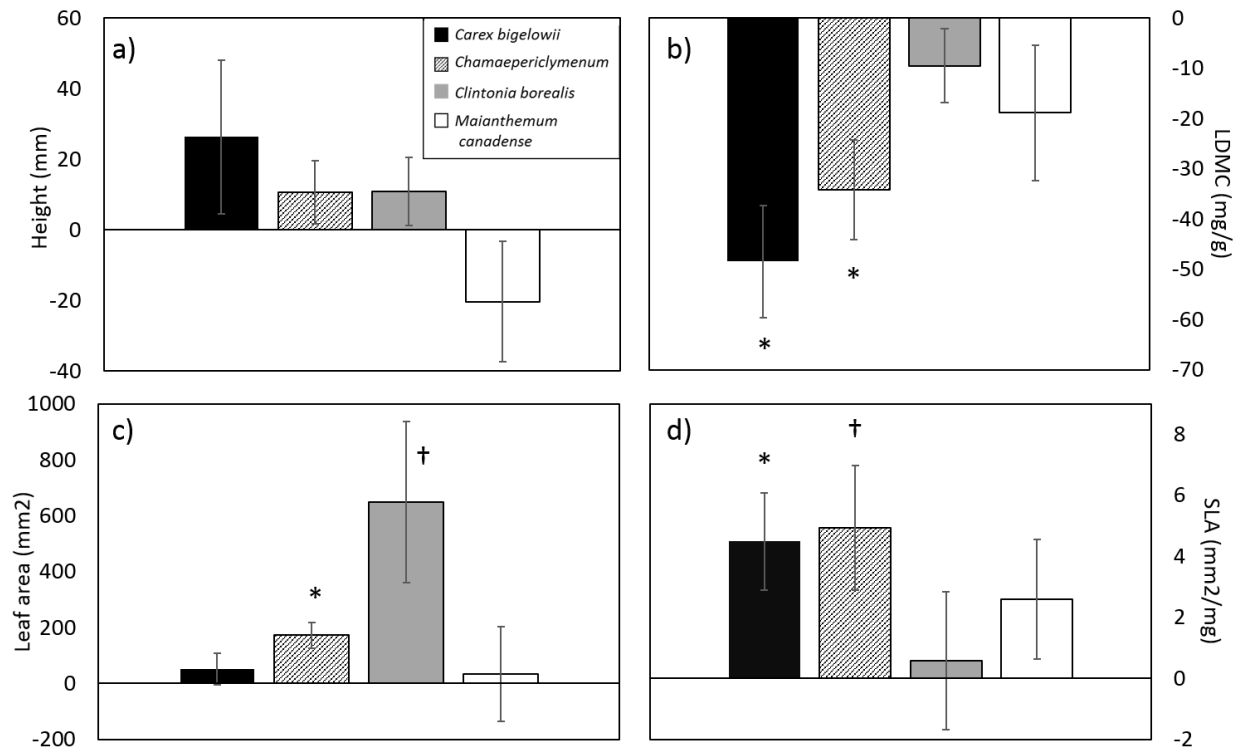 a)
60
40
20
0
-20
-40
Height (mm)
Carex bigelowii
Chamaepericlymenum
Clintonia borealis
Maianthemum
canadense
b)
*
*
0
-10
-20
-30
-40
-50
-60
-70
LDMC (mg/g)
c)
1000
800
600
400
200
0
-200
Leaf area (mm2)
*
†
d)
*
†
8
6
4
2
0
-2
SLA (mm2/mg)